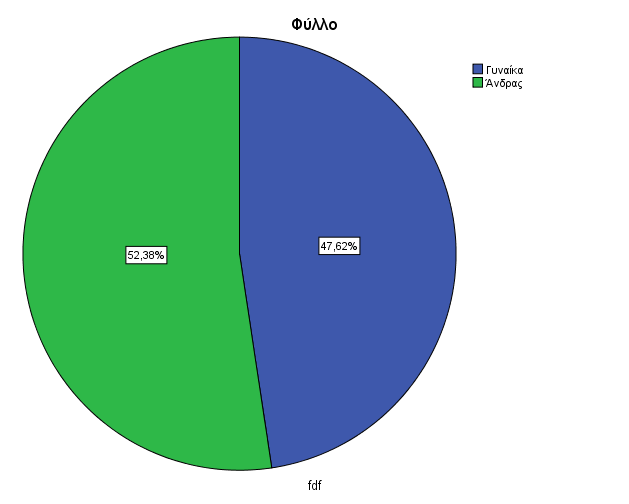 Φύλλο
Γυναίκα
Άνδρας
52,38%
47,62%
fdf